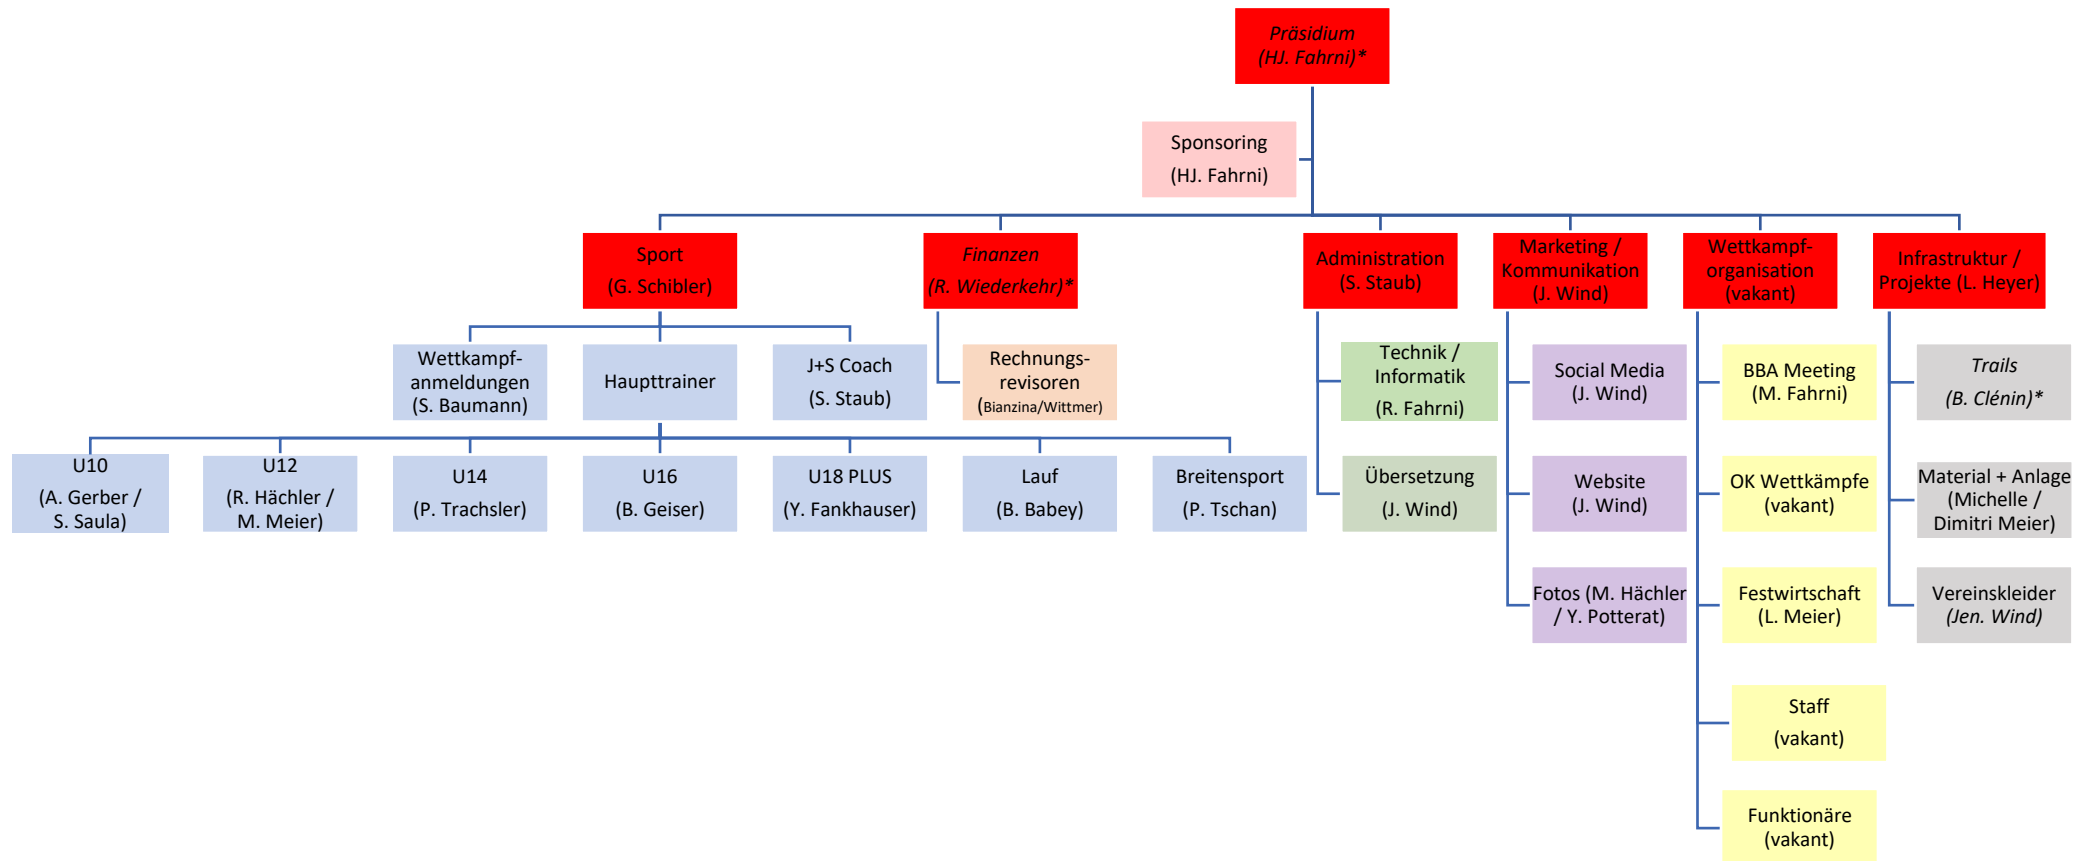 Präsidium
(HJ. Fahrni)*
Sponsoring
(HJ. Fahrni)
Sport
(G. Schibler)
Finanzen
(R. Wiederkehr)*
Administration
(S. Staub)
Marketing /
Kommunikation
(J. Wind)
Wettkampf-
organisation
(vakant)
Infrastruktur /
Projekte (L. Heyer)
Wettkampf-
anmeldungen
(S. Baumann)
Haupttrainer
J+S Coach
(S. Staub)
Rechnungs-
revisoren
(Bianzina/Wittmer)
Technik /
Informatik
(R. Fahrni)
Social Media
(J. Wind)
BBA Meeting
(M. Fahrni)
Trails
(B. Clénin)*
U10
(A. Gerber /
S. Saula)
U12
(R. Hächler /
M. Meier)
U14
(P. Trachsler)
U16
(B. Geiser)
U18 PLUS
(Y. Fankhauser)
Lauf
(B. Babey)
Breitensport
(P. Tschan)
Übersetzung
(J. Wind)
Website
(J. Wind)
OK Wettkämpfe
(vakant)
Material + Anlage
(Michelle /
Dimitri Meier)
Fotos (M. Hächler
/ Y. Potterat)
Festwirtschaft
(L. Meier)
Vereinskleider
(Jen. Wind)
Staff
(vakant)
Funktionäre
(vakant)